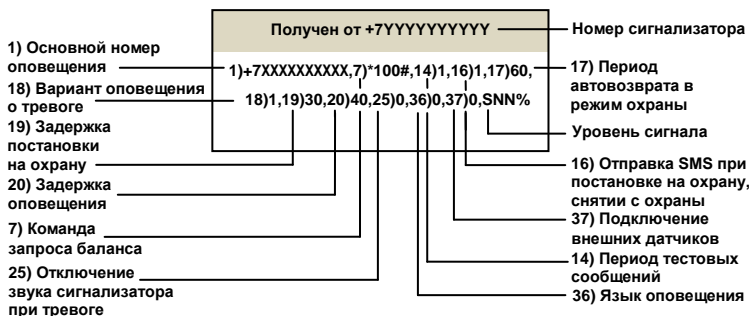 Получен от +7YYYYYYYYYY
Номер сигнализатора
1) Основной номер
оповещения
1)+7XXXXXXXXXX,7)*100#,14)1,16)1,17)60,
17) Период
автовозврата в
режим охраны
18) Вариант оповещения
о тревоге
18)1,19)30,20)40,25)0,36)0,37)0,SNN%
Уровень сигнала
19) Задержка
постановки
на охрану
16) Отправка SMS при
постановке на охрану,
снятии с охраны
20) Задержка
оповещения
37) Подключение
внешних датчиков
7) Команда
запроса баланса
14) Период тестовых
сообщений
25) Отключение
звука сигнализатора
при тревоге
36) Язык оповещения